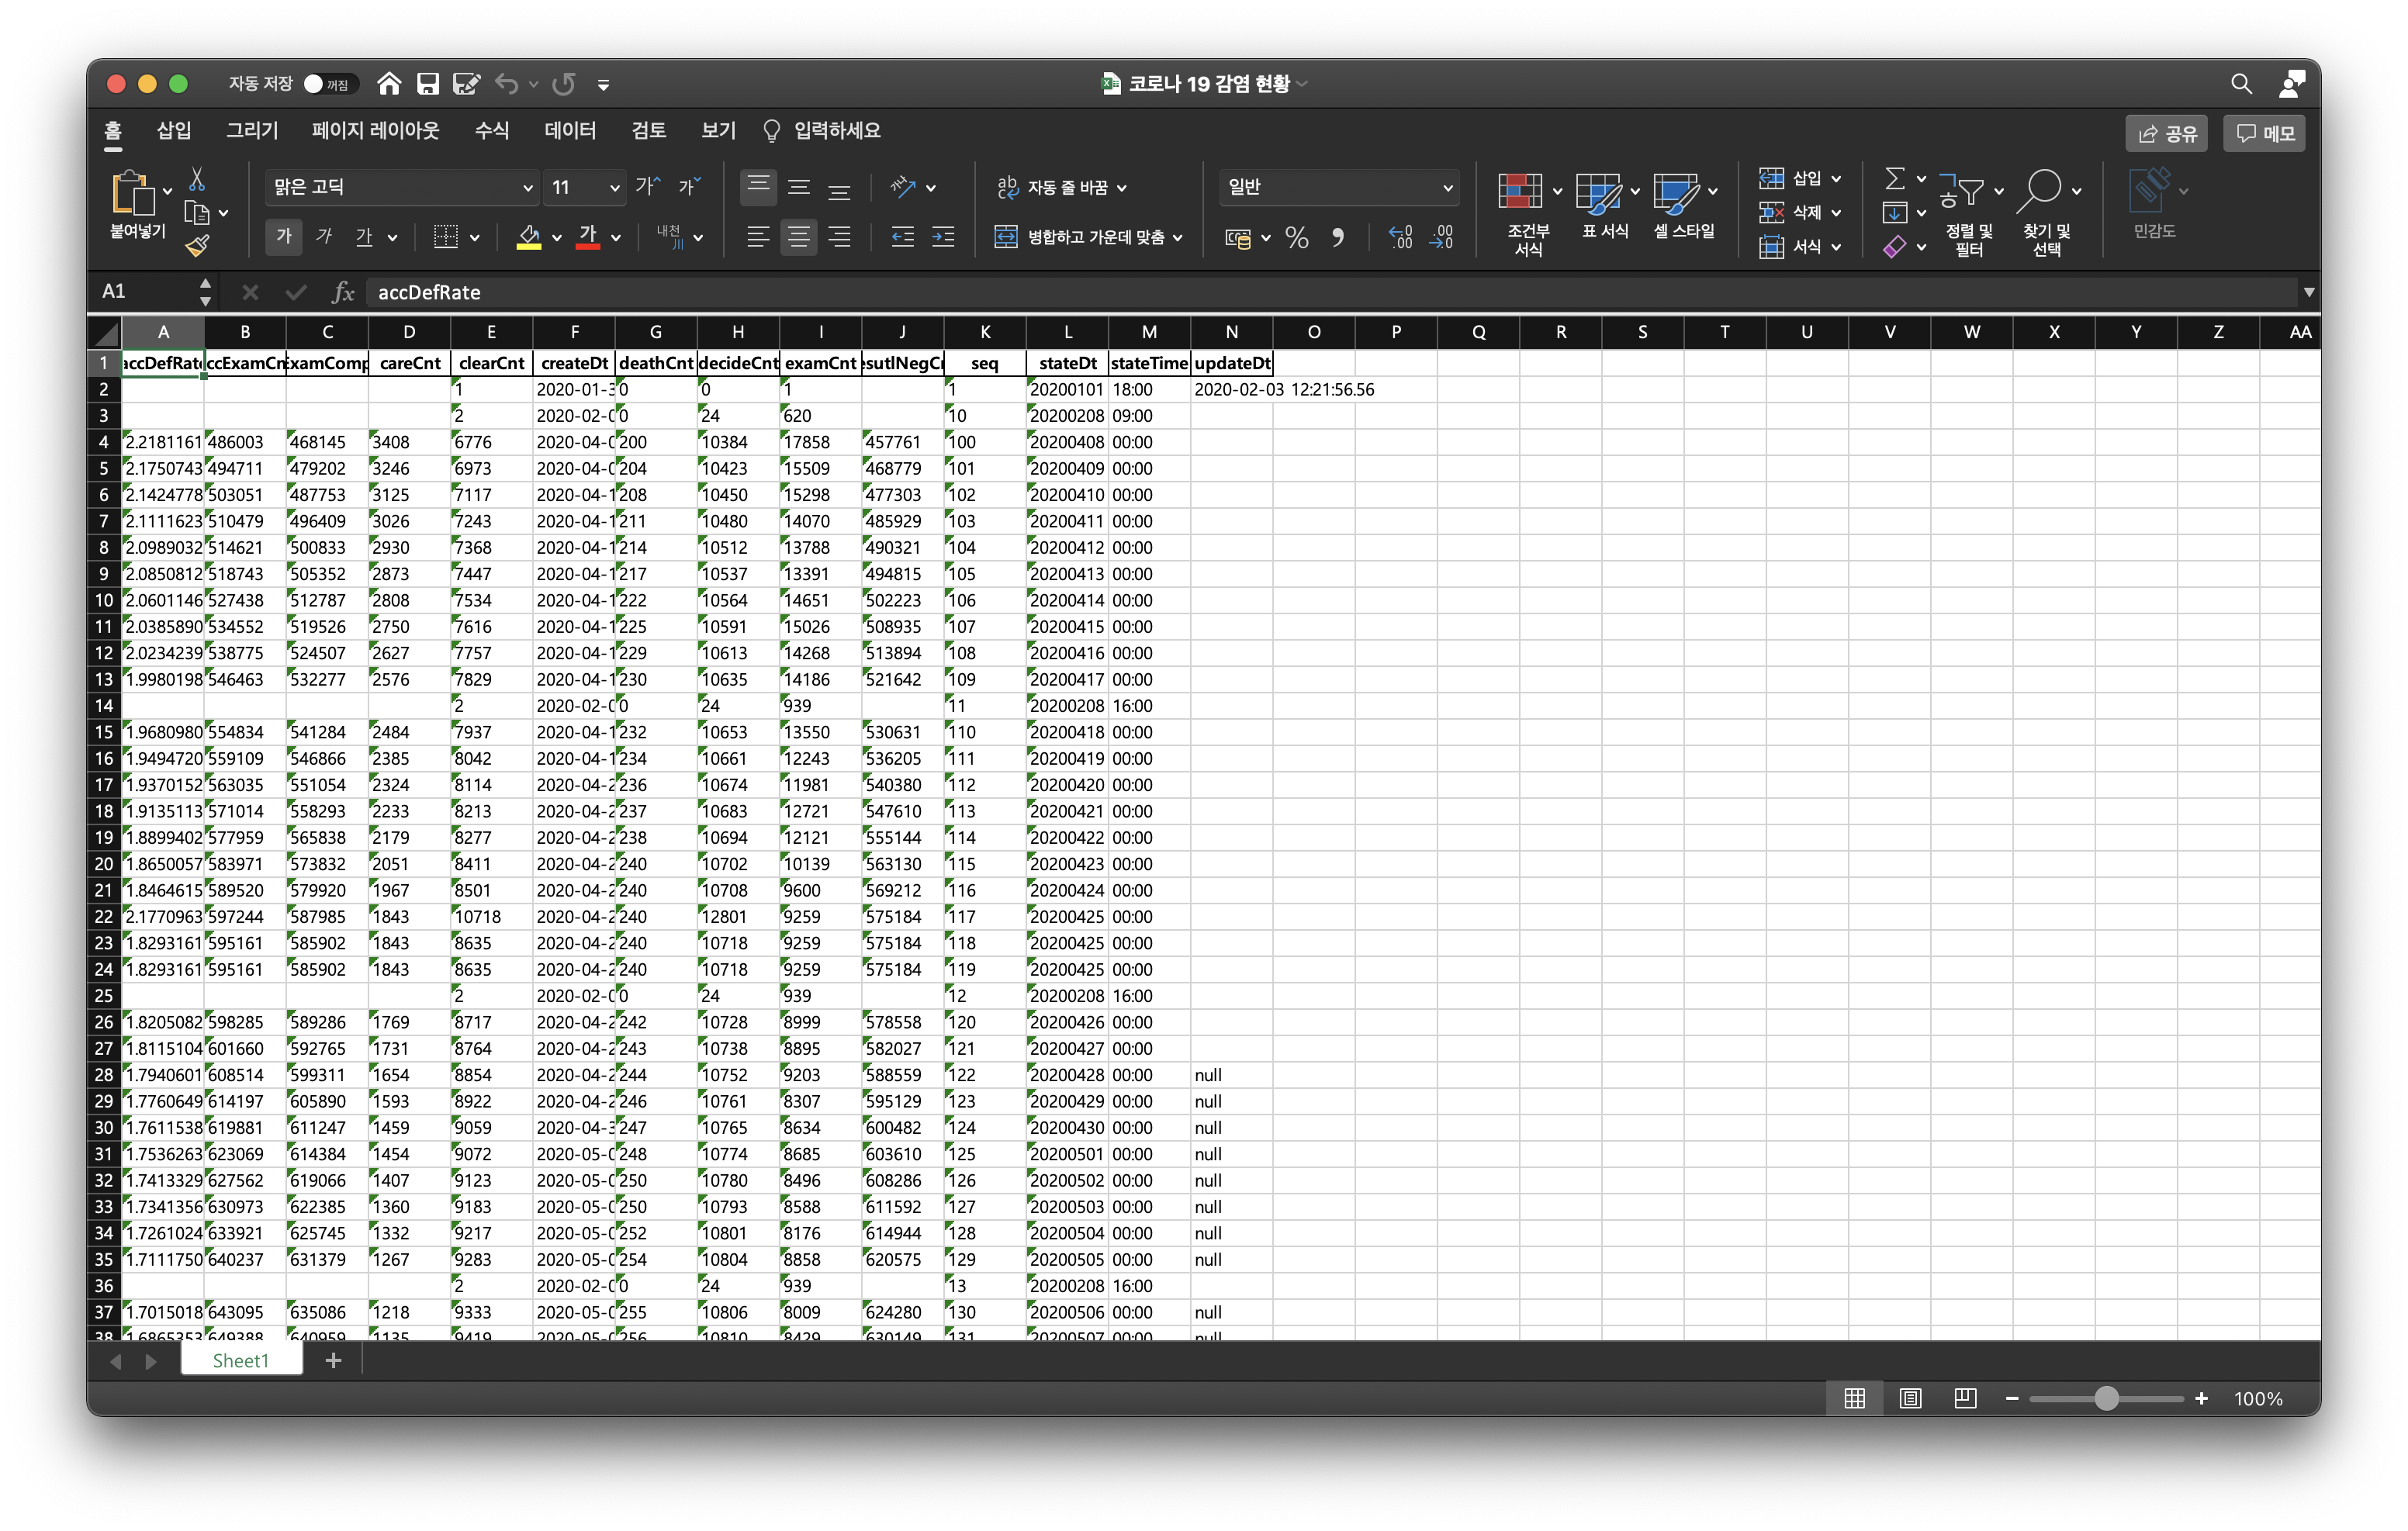 자동 저장 꺼짐 코로나 19 감염 현황
홈 삽입 그리기 페이지 레이아웃 수식 데이터 검토 보기 입력하세요 공유 메모
붙여넣기 맑은 고딕 11 가 가 자동 줄 바꿈 일반 조건부 서식 표 서식 셀 스타일 삽입 삭제 서식 정렬 및 필터 찾기 및 선택 민감도
가 가 가 가 내천 병합하고 가운데 맞춤
A1 fx accDefRate
A B C D E F G H I J K L M N O P Q R S T U V W X Y Z AA
1 accDefRate ccExamCn ExamComp careCnt clearCnt createDt deathCnt decideCnt examCnt esutlNegCr seq stateDt stateTime updateDt
2 1 2020-01-3 0 0 1 1 20200101 18:00 2020-02-03 12:21:56.56
3 2 2020-02-0 0 24 620 10 20200208 09:00
4 2.2181161 486003 468145 3408 6776 2020-04-0 200 10384 17858 457761 100 20200408 00:00
5 2.1750743 494711 479202 3246 6973 2020-04-0 204 10423 15509 468779 101 20200409 00:00
6 2.1424778 503051 487753 3125 7117 2020-04-1 208 10450 15298 477303 102 20200410 00:00
7 2.1111623 510479 496409 3026 7243 2020-04-1 211 10480 14070 485929 103 20200411 00:00
8 2.0989032 514621 500833 2930 7368 2020-04-1 214 10512 13788 490321 104 20200412 00:00
9 2.0850812 518743 505352 2873 7447 2020-04-1 217 10537 13391 494815 105 20200413 00:00
10 2.0601146 527438 512787 2808 7534 2020-04-1 222 10564 14651 502223 106 20200414 00:00
11 2.0385890 534552 519526 2750 7616 2020-04-1 225 10591 15026 508935 107 20200415 00:00
12 2.0234239 538775 524507 2627 7757 2020-04-1 229 10613 14268 513894 108 20200416 00:00
13 1.9980198 546463 532277 2576 7829 2020-04-1 230 10635 14186 521642 109 20200417 00:00
14 2 2020-02-0 0 24 939 11 20200208 16:00
15 1.9680980 554834 541284 2484 7937 2020-04-1 232 10653 13550 530631 110 20200418 00:00
16 1.9494720 559109 546866 2385 8042 2020-04-1 234 10661 12243 536205 111 20200419 00:00
17 1.9370152 563035 551054 2324 8114 2020-04-2 236 10674 11981 540380 112 20200420 00:00
18 1.9135113 571014 558293 2233 8213 2020-04-2 237 10683 12721 547610 113 20200421 00:00
19 1.8899402 577959 565838 2179 8277 2020-04-2 238 10694 12121 555144 114 20200422 00:00
20 1.8650057 583971 573832 2051 8411 2020-04-2 240 10702 10139 563130 115 20200423 00:00
21 1.8464615 589520 579920 1967 8501 2020-04-2 240 10708 9600 569212 116 20200424 00:00
22 2.1770963 597244 587985 1843 10718 2020-04-2 240 12801 9259 575184 117 20200425 00:00
23 1.8293161 595161 585902 1843 8635 2020-04-2 240 10718 9259 575184 118 20200425 00:00
24 1.8293161 595161 585902 1843 8635 2020-04-2 240 10718 9259 575184 119 20200425 00:00
25 2 2020-02-0 0 24 939 12 20200208 16:00
26 1.8205082 598285 589286 1769 8717 2020-04-2 242 10728 8999 578558 120 20200426 00:00
27 1.8115104 601660 592765 1731 8764 2020-04-2 243 10738 8895 582027 121 20200427 00:00
28 1.7940601 608514 599311 1654 8854 2020-04-2 244 10752 9203 588559 122 20200428 00:00 null
29 1.7760649 614197 605890 1593 8922 2020-04-2 246 10761 8307 595129 123 20200429 00:00 null
30 1.7611538 619881 611247 1459 9059 2020-04-3 247 10765 8634 600482 124 20200430 00:00 null
31 1.7536263 623069 614384 1454 9072 2020-05-0 248 10774 8685 603610 125 20200501 00:00 null
32 1.7413329 627562 619066 1407 9123 2020-05-0 250 10780 8496 608286 126 20200502 00:00 null
33 1.7341356 630973 622385 1360 9183 2020-05-0 250 10793 8588 611592 127 20200503 00:00 null
34 1.7261024 633921 625745 1332 9217 2020-05-0 252 10801 8176 614944 128 20200504 00:00 null
35 1.7111750 640237 631379 1267 9283 2020-05-0 254 10804 8858 620575 129 20200505 00:00 null
36 2 2020-02-0 0 24 939 13 20200208 16:00
37 1.7015018 643095 635086 1218 9333 2020-05-0 255 10806 8009 624280 130 20200506 00:00 null
38 1.6865353 649388 640959 1135 9419 2020-05-0 256 10810 8429 630149 131 20200507 00:00 null
Sheet1
100%